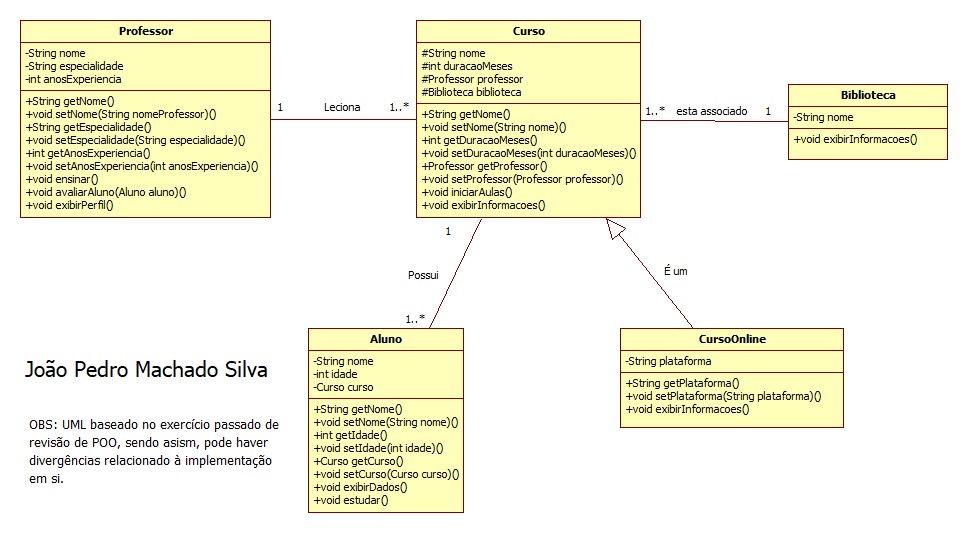 Professor
-String nome
-String especialidade
-int anosExperiencia
+String getNome()
+void setNome(String nomeProfessor)()
+String getEspecialidade()
+void setEspecialidade(String especialidade)()
+int getAnosExperiencia()
+void setAnosExperiencia(int anosExperiencia)()
+void ensinar()
+void avaliarAluno(Aluno aluno)()
+void exibirPerfil()
1 Leciona 1..*
Curso
#String nome
#int duracaoMeses
#Professor professor
#Biblioteca biblioteca
+String getNome()
+void setNome(String nome)()
+int getDuracaoMeses()
+void setDuracaoMeses(int duracaoMeses)()
+Professor getProfessor()
+void setProfessor(Professor professor)()
+void iniciarAulas()
+void exibirInformacoes()
1..* esta associado 1
Biblioteca
-String nome
+void exibirInformacoes()
1
Possui
1..*
É um
Aluno
-String nome
-int idade
-Curso curso
+String getNome()
+void setNome(String nome)()
+int getIdade()
+void setIdade(int idade)()
+Curso getCurso()
+void setCurso(Curso curso)()
+void exibirDados()
+void estudar()
CursoOnline
-String plataforma
+String getPlataforma()
+void setPlataforma(String plataforma)()
+void exibirInformacoes()
João Pedro Machado Silva
OBS: UML baseado no exercício passado de
revisão de POO, sendo asism, pode haver
divergências relacionado à implementação
em si.